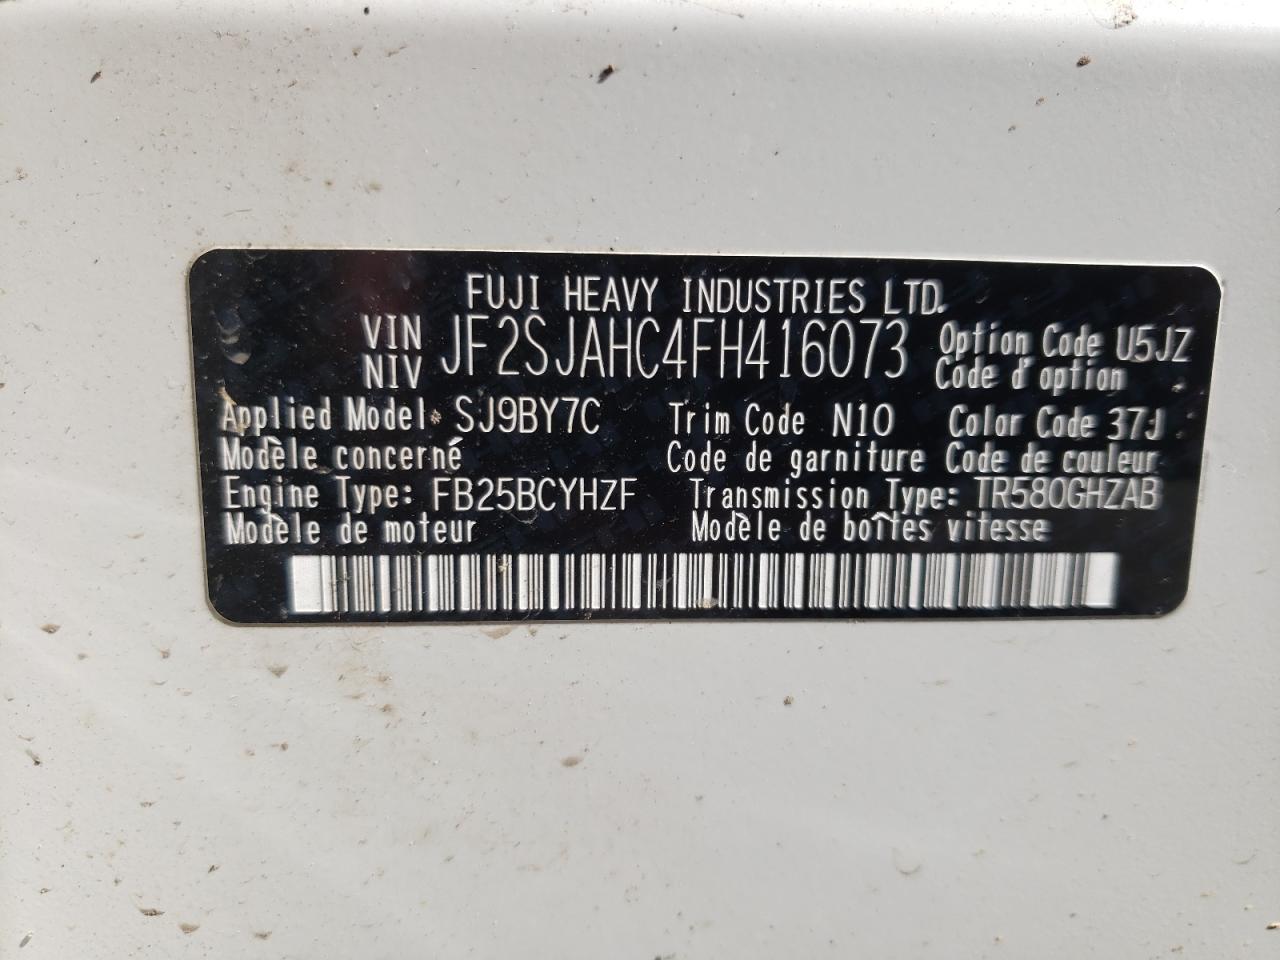 FUJI HEAVY INDUSTRIES LTD.
VIN JF2SJAHC4FH416073 Option Code U5JZ
NIV Code d'option
Applied Model SJ9BY7C Trim Code N10 Color Code 37J
Modèle concerné Code de garniture Code de couleur
Engine Type: FB25BCYHZF Transmission Type: TR580GHZAB
Modèle de moteur Modèle de boîtes vitesse